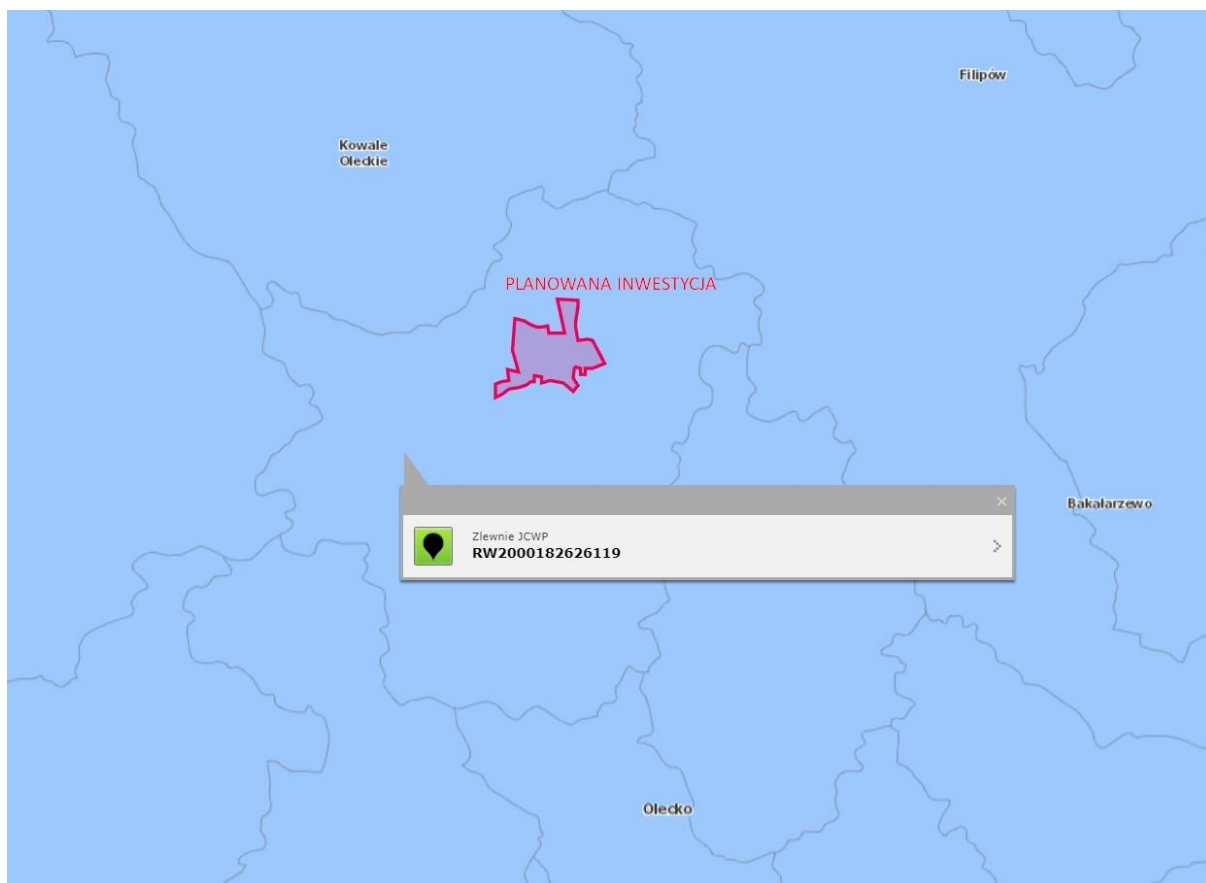 Filipów
Kowale
Oleckie
PLANOWANA INWESTYCJA
Zlewnie JCWP
RW2000182626119
Bakałarzewo
Olecko